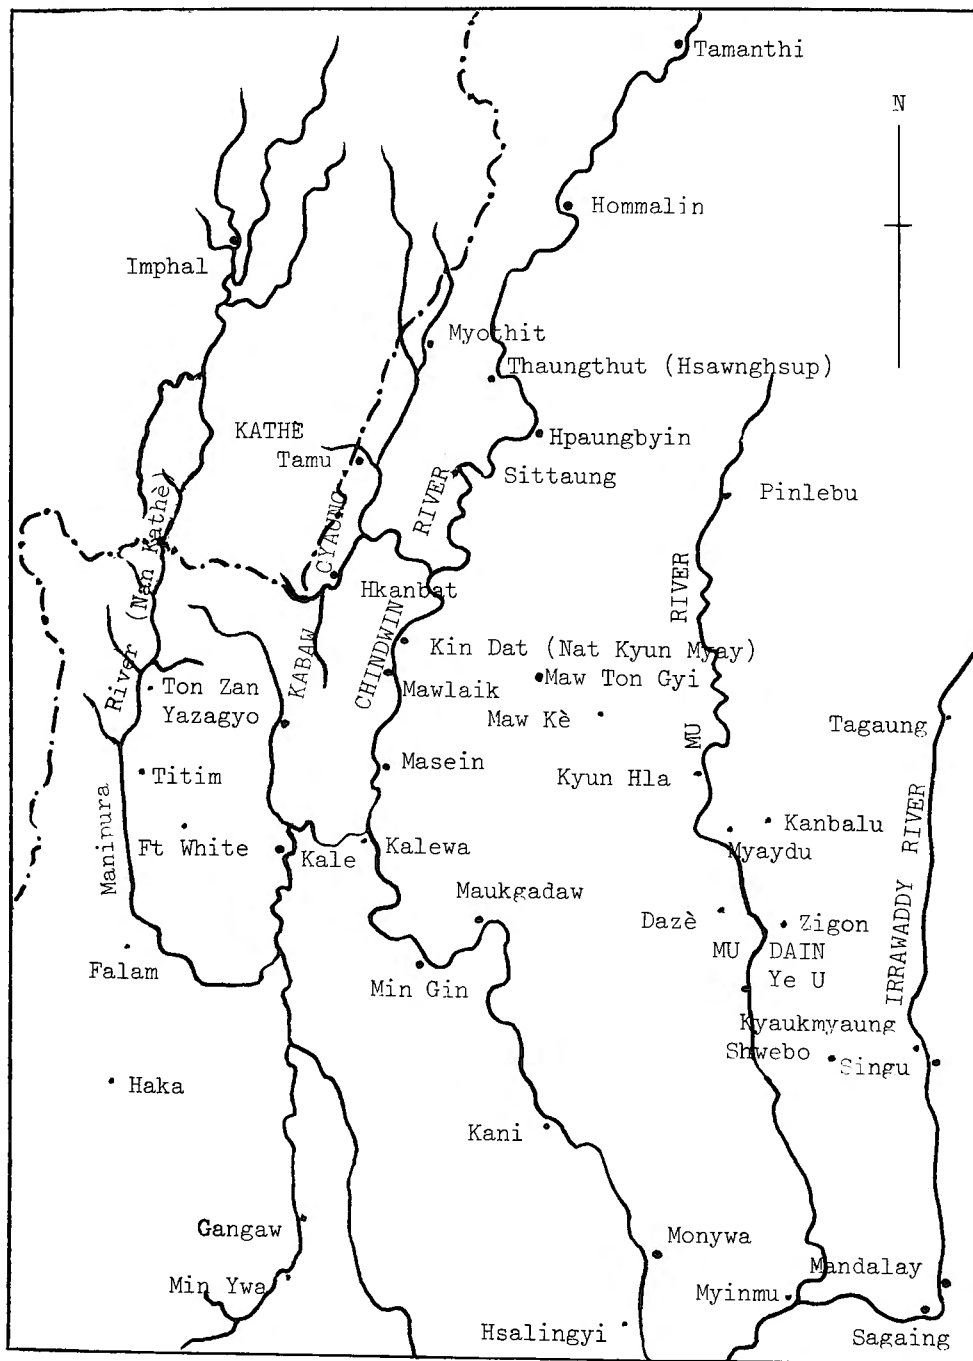 Tamanthi
N
Hommalin
Imphal
Myothit
Thaungthut (Hsawnghsup)
KATHÈ
Hpaungbyin
Tamu
Sittaung
RIVER
Pinlebu
GYAUNG
River (Nan Kathè)
Hkanbat
RIVER
CHINDWIN
Kin Dat (Nat Kyun Myay)
KABAW
Maw Ton Gyi
Mawlaik
Ton Zan
Yazagyo
Maw Kè
MU
Tagaung
Masein
Kyun Hla
Titim
Manipura
Kanbalu
Ft White
Kale
Kalewa
Myaydu
IRRAWADDY RIVER
Maukgadaw
Dazè
Zigon
Falam
MU DAIN
Min Gin
Ye U
Kyaukmyaung
Shwebo
Singu
Haka
Kani
Gangaw
Monywa
Min Ywa
Mandalay
Myinmu
Hsalingyi
Sagaing